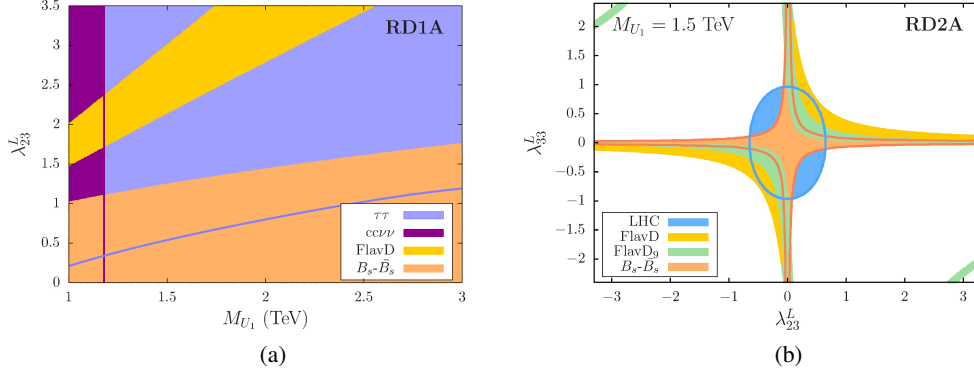 RD1A
3.5
3
2.5
2
1.5
1
0.5
0
λ^L_23
1
1.5
2
2.5
3
M_U1 (TeV)
ττ
ccνν
FlavD
B_s-B̄_s
(a)
M_U1 = 1.5 TeV
RD2A
2
1.5
1
0.5
0
-0.5
-1
-1.5
-2
λ^L_33
-3
-2
-1
0
1
2
3
λ^L_23
LHC
FlavD
FlavD_9
B_s-B̄_s
(b)